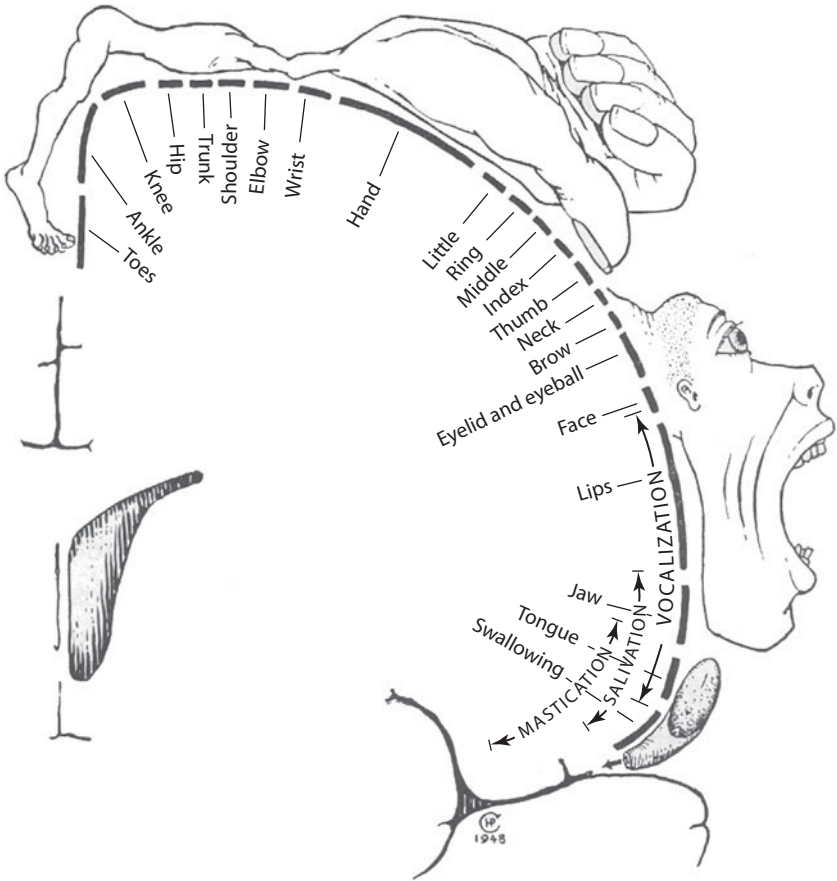 Toes
Ankle
Knee
Hip
Trunk
Shoulder
Elbow
Wrist
Hand
Little
Ring
Middle
Index
Thumb
Neck
Brow
Eyelid and eyeball
Face
Lips
VOCALIZATION
Jaw
Tongue
Swallowing
SALIVATION
MASTICATION
HP
1948